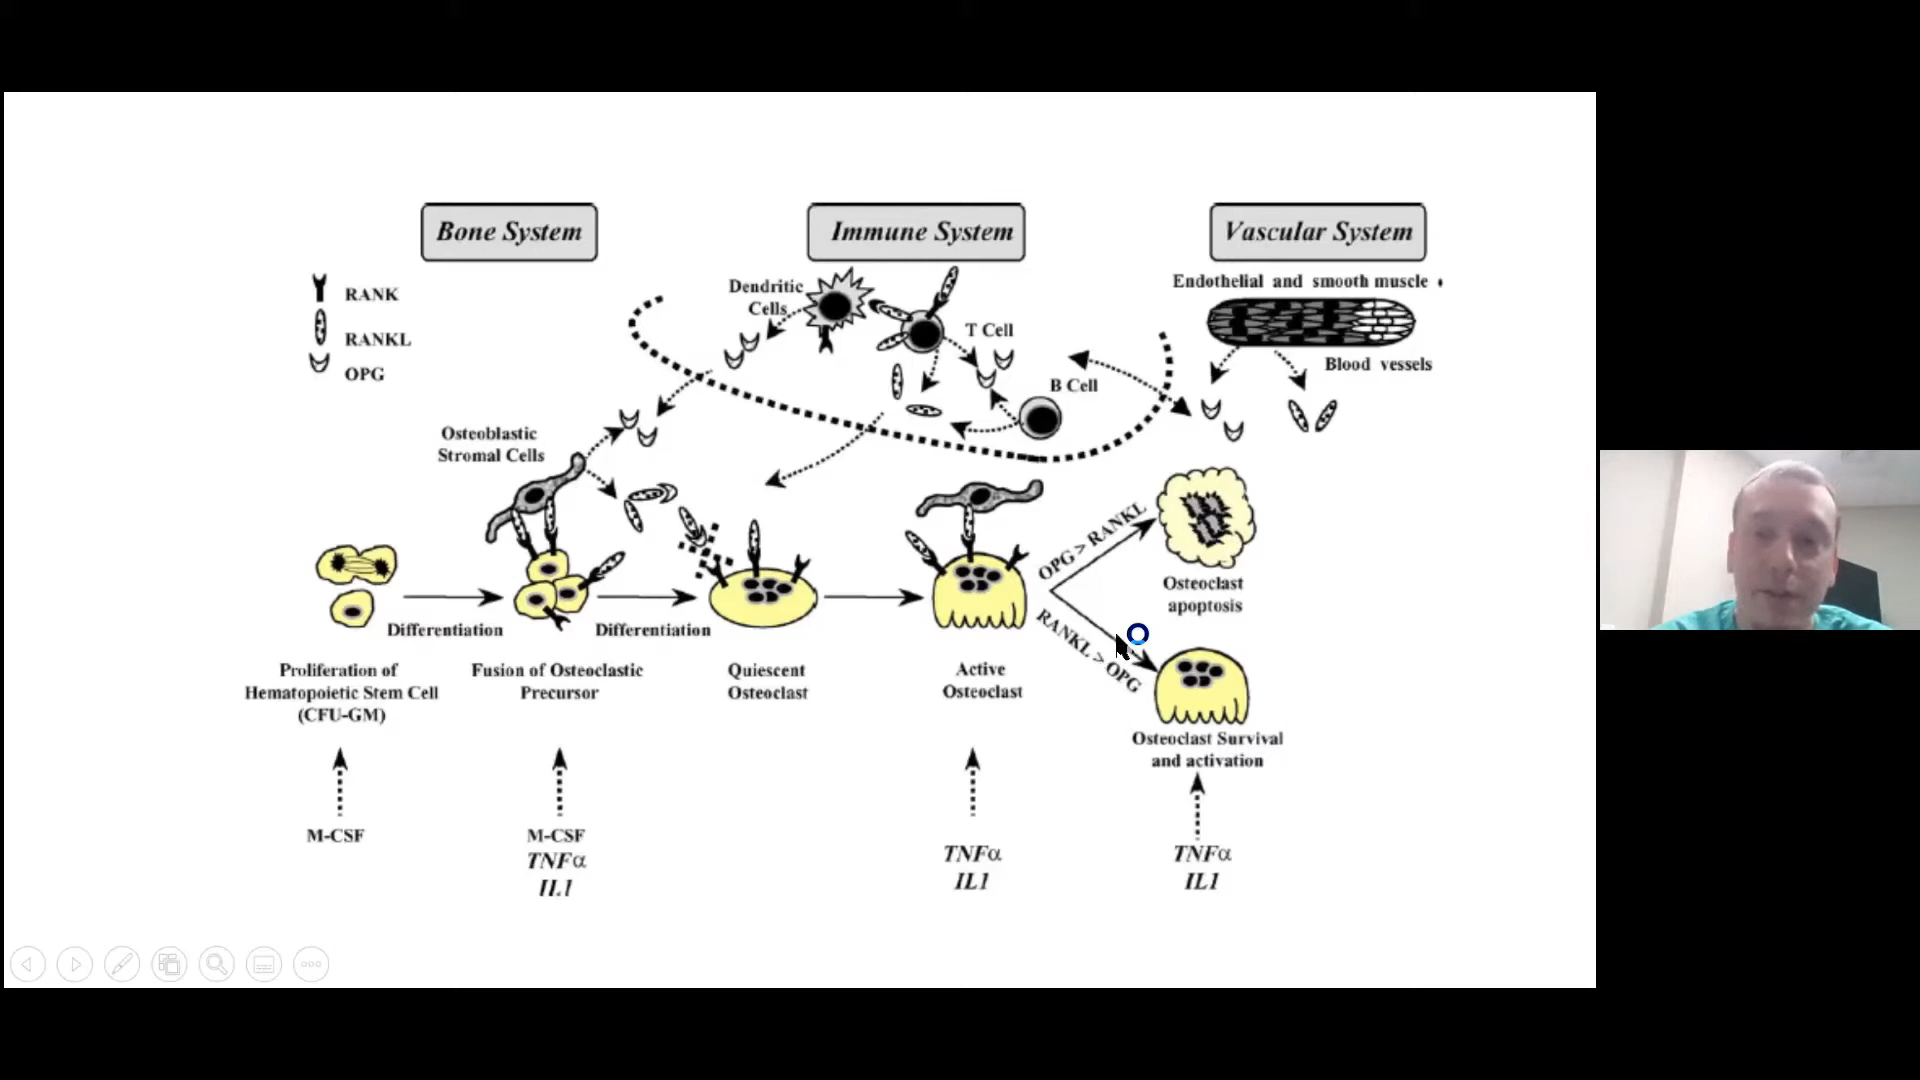 Bone System
Immune System
Vascular System
RANK
RANKL
OPG
Dendritic
Cells
T Cell
B Cell
Endothelial and smooth muscle
Blood vessels
Osteoblastic
Stromal Cells
OPG > RANKL
RANKL > OPG
Osteoclast
apoptosis
Differentiation
Differentiation
Proliferation of
Hematopoietic Stem Cell
(CFU-GM)
Fusion of Osteoclastic
Precursor
Quiescent
Osteoclast
Active
Osteoclast
Osteoclast Survival
and activation
M-CSF
M-CSF
TNFα
IL1
TNFα
IL1
TNFα
IL1